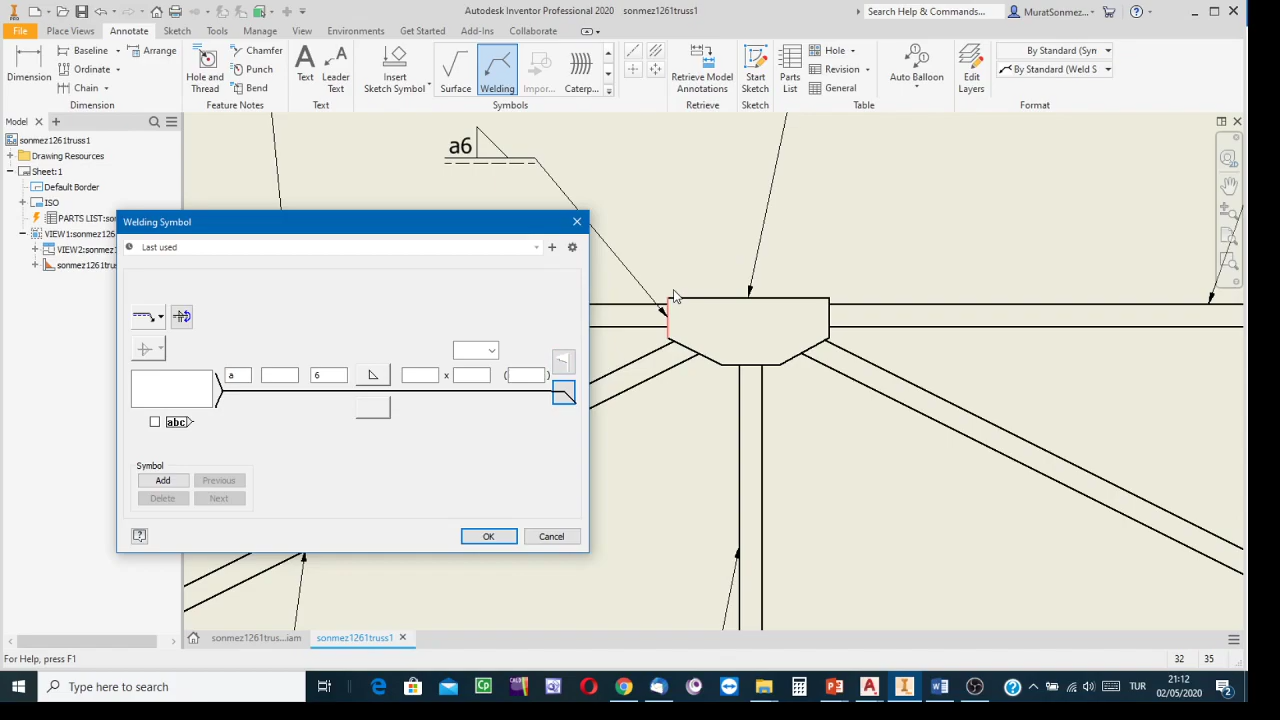 Autodesk Inventor Professional 2020 sonmez1261truss1
Search Help & Commands...
MuratSonmez...
PRO
File
Place Views
Annotate
Sketch
Tools
Manage
View
Environments
Get Started
Add-Ins
Collaborate
Dimension
Baseline
Ordinate
Chain
Arrange
Dimension
Hole and
Thread
Chamfer
Punch
Bend
Feature Notes
Text
Leader
Text
Text
Insert
Sketch Symbol
Surface
Welding
Impor...
Caterp...
Symbols
Retrieve Model
Annotations
Retrieve
Start
Sketch
Sketch
Parts
List
Hole
Revision
General
Table
Auto Balloon
Edit
Layers
By Standard (Syn
By Standard (Weld S
Format
Model
sonmez1261truss1
Drawing Resources
Sheet:1
Default Border
ISO
PARTS LIST:so
VIEW1:sonmez126
VIEW2:sonmez1
sonmez1261trus
a6
Welding Symbol
Last used
a
6
x
( )
abc
Symbol
Add
Previous
Delete
Next
OK
Cancel
sonmez1261trus...iam
sonmez1261truss1
For Help, press F1
32
35
Type here to search
TUR
21:12
02/05/2020
2